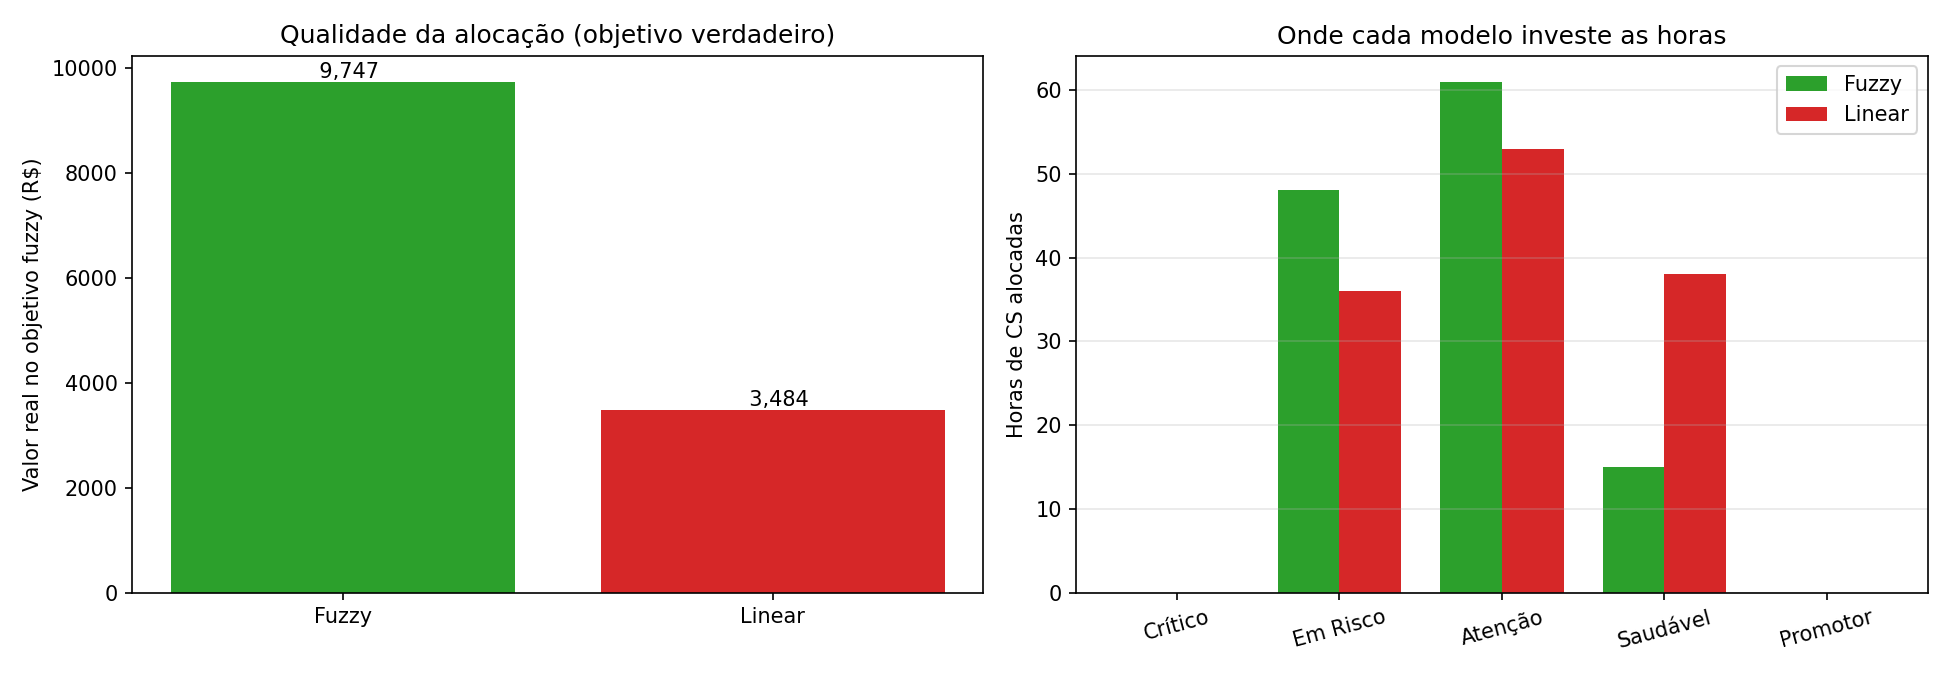 Qualidade da alocação (objetivo verdadeiro)
Valor real no objetivo fuzzy (R$)
10000
8000
6000
4000
2000
0
9,747
3,484
Fuzzy
Linear
Onde cada modelo investe as horas
Horas de CS alocadas
60
50
40
30
20
10
0
Fuzzy
Linear
Crítico
Em Risco
Atenção
Saudável
Promotor